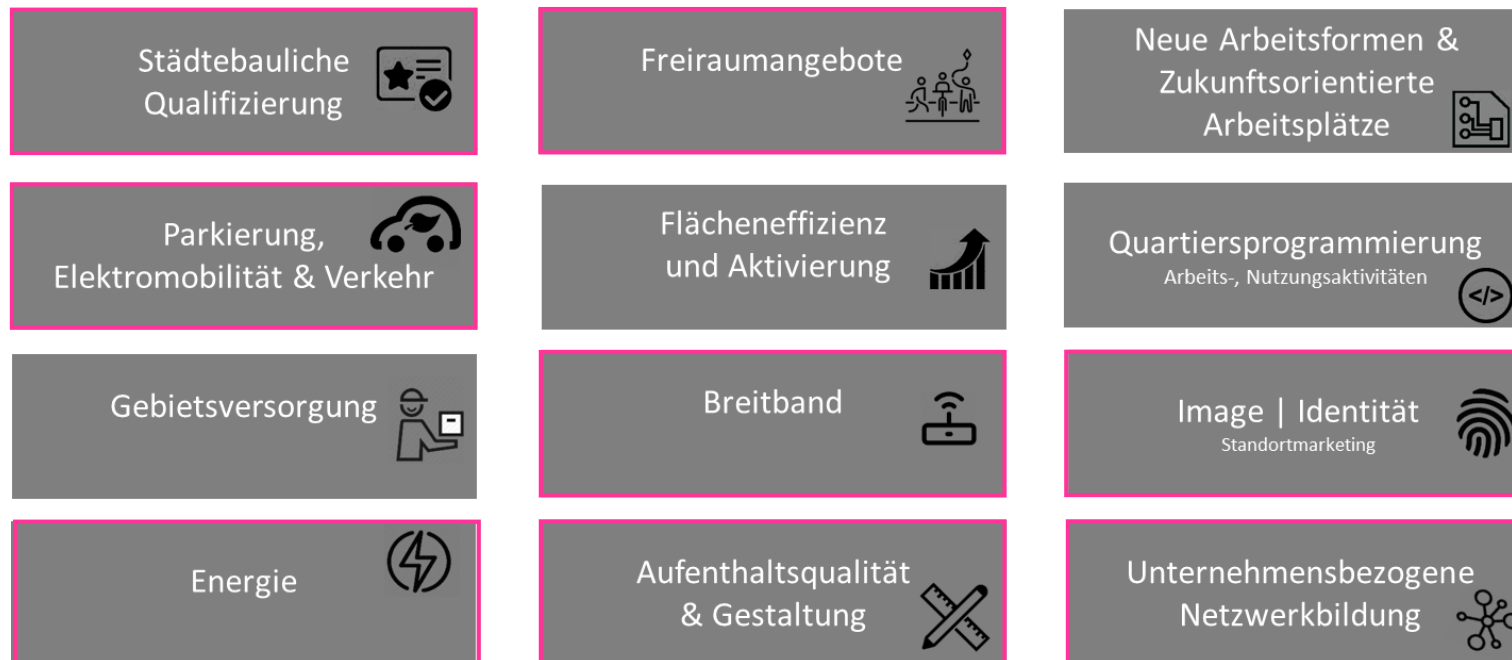 Städtebauliche
Qualifizierung
Freiraumangebote
Neue Arbeitsformen &
Zukunftsorientierte
Arbeitsplätze
Parkierung,
Elektromobilität & Verkehr
Flächeneffizienz
und Aktivierung
Quartiersprogrammierung
Arbeits-, Nutzungsaktivitäten
</>
Gebietsversorgung
Breitband
Image | Identität
Standortmarketing
Energie
Aufenthaltsqualität
& Gestaltung
Unternehmensbezogene
Netzwerkbildung